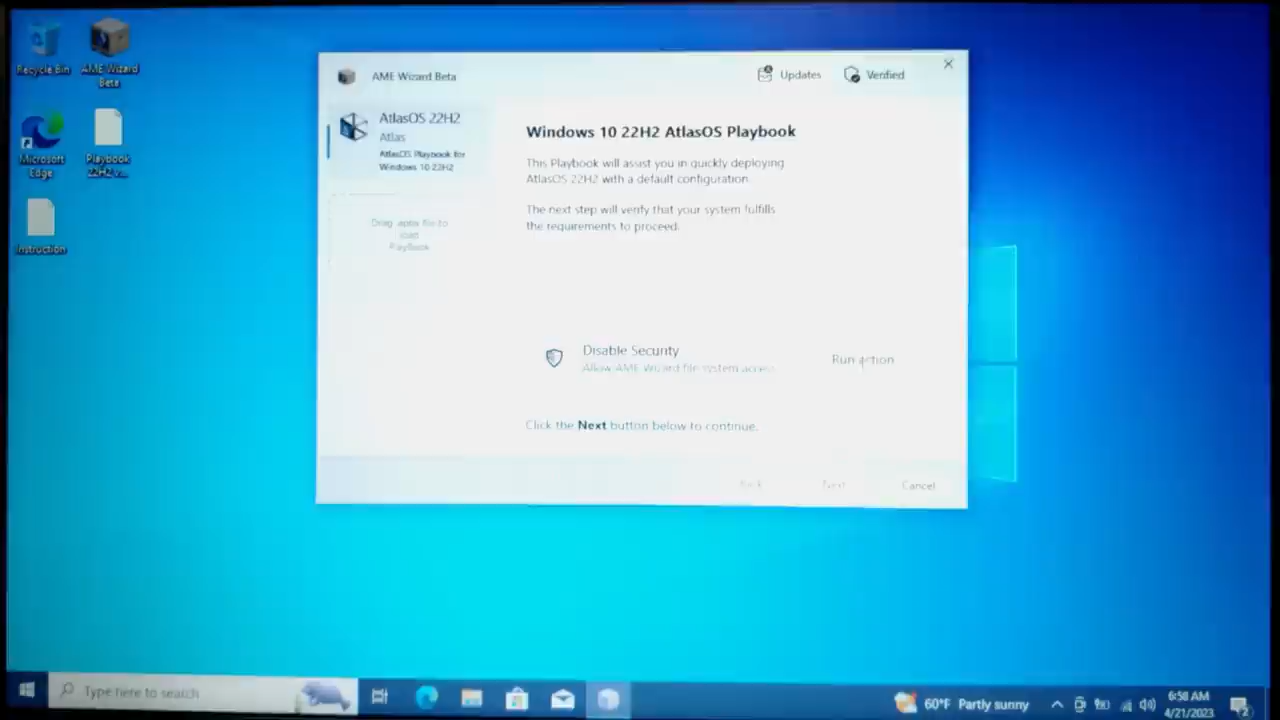 Recycle Bin
AME Wizard
Beta
Microsoft
Edge
Playbook
22H2 v...
Instruction
AME Wizard Beta
Updates
Verified
AtlasOS 22H2
Atlas
AtlasOS Playbook for
Windows 10 22H2
Drag .apbx file to
load
Playbook
Windows 10 22H2 AtlasOS Playbook
This Playbook will assist you in quickly deploying
AtlasOS 22H2 with a default configuration.
The next step will verify that your system fulfills
the requirements to proceed.
Disable Security
Allow AME Wizard file system access
Run action
Click the Next button below to continue.
Back
Next
Cancel
Type here to search
60°F Partly sunny
6:58 AM
4/21/2023
2